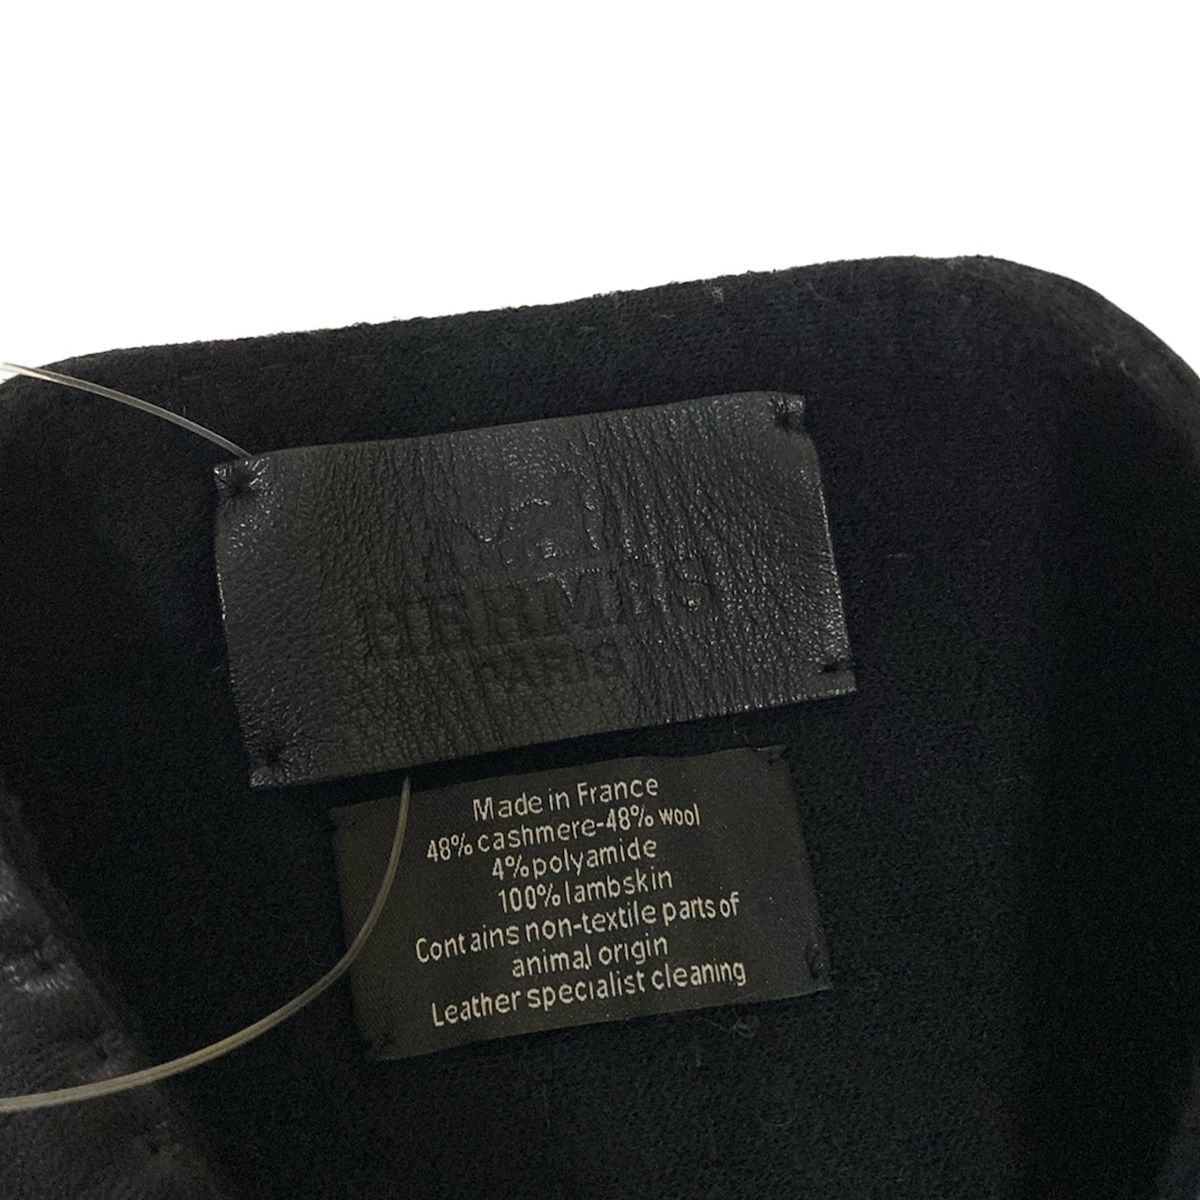 HERMES
PARIS
Made in France
48% cashmere-48% wool
4% polyamide
100% lambskin
Contains non-textile parts of
animal origin
Leather specialist cleaning